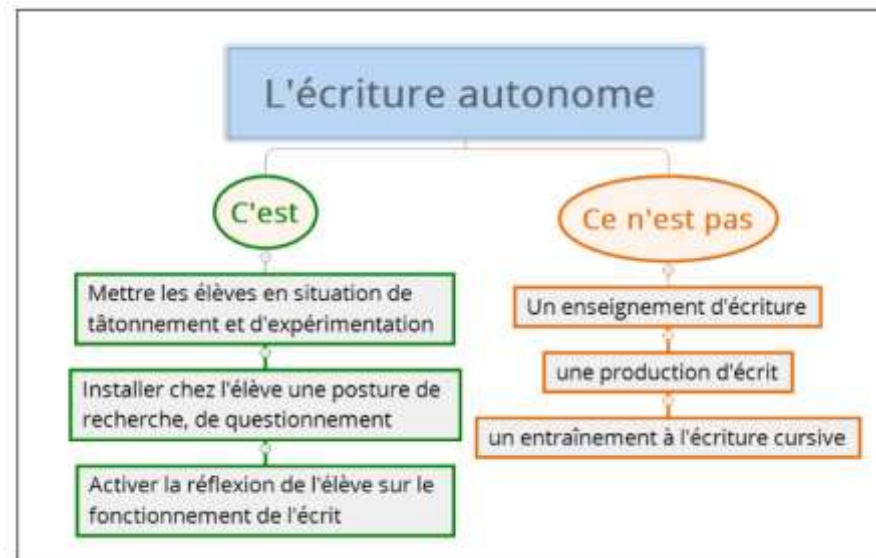 L'écriture autonome
C'est
Mettre les élèves en situation de
tâtonnement et d'expérimentation
Installer chez l'élève une posture de
recherche, de questionnement
Activer la réflexion de l'élève sur le
fonctionnement de l'écrit
Ce n'est pas
Un enseignement d'écriture
une production d'écrit
un entraînement à l'écriture cursive